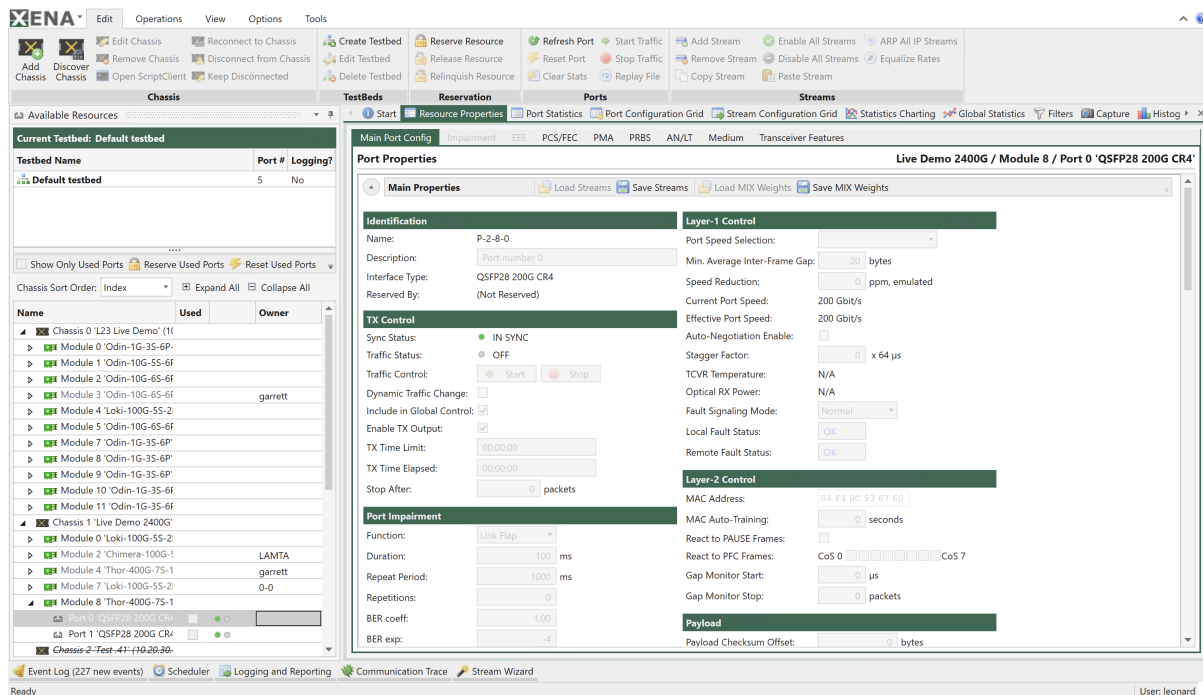 XENA Edit Operations View Options Tools
Add Chassis Discover Chassis Edit Chassis Reconnect to Chassis Create Testbed Reserve Resource Refresh Port Start Traffic Add Stream Enable All Streams ARP All IP Streams
Remove Chassis Disconnect from Chassis Edit Testbed Release Resource Reset Port Stop Traffic Remove Stream Disable All Streams Equalize Rates
Open ScriptClient Keep Disconnected Delete Testbed Relinquish Resource Clear Stats Replay File Copy Stream Paste Stream
Chassis TestBeds Reservation Ports Streams
Available Resources
Start Resource Properties Port Statistics Port Configuration Grid Stream Configuration Grid Statistics Charting Global Statistics Filters Capture Histog
Current Testbed: Default testbed
Testbed Name Port # Logging?
Default testbed 5 No
Show Only Used Ports Reserve Used Ports Reset Used Ports
Chassis Sort Order: Index Expand All Collapse All
Name Used Owner
Chassis 0 'L23 Live Demo' (10
Module 0 'Odin-1G-3S-6P-
Module 1 'Odin-10G-5S-6P
Module 2 'Odin-10G-6S-6P
Module 3 'Odin-10G-6S-6P garrett
Module 4 'Loki-100G-5S-2
Module 5 'Odin-10G-6S-6P
Module 7 'Odin-1G-3S-6P'
Module 8 'Odin-1G-3S-6P'
Module 9 'Odin-1G-3S-6P'
Module 10 'Odin-1G-3S-6P
Module 11 'Odin-1G-3S-6P
Chassis 1 'Live Demo 2400G'
Module 0 'Loki-100G-5S-2
Module 2 'Chimera-100G-5 LAMTA
Module 4 'Thor-400G-7S-1 garrett
Module 7 'Loki-100G-5S-2 0-0
Module 8 'Thor-400G-7S-1
Port 0 'QSFP28 200G CR4
Port 1 'QSFP28 200G CR4
Chassis 2 'Test .41' (10.20.30.
Main Port Config Impairment EEE PCS/FEC PMA PRBS AN/LT Medium Transceiver Features
Port Properties Live Demo 2400G / Module 8 / Port 0 'QSFP28 200G CR4'
Main Properties Load Streams Save Streams Load MIX Weights Save MIX Weights
Identification
Name: P-2-8-0
Description: Port number 0
Interface Type: QSFP28 200G CR4
Reserved By: (Not Reserved)
TX Control
Sync Status: IN SYNC
Traffic Status: OFF
Traffic Control: Start Stop
Dynamic Traffic Change:
Include in Global Control:
Enable TX Output:
TX Time Limit: 00:00:00
TX Time Elapsed: 00:00:00
Stop After: 0 packets
Port Impairment
Function: Link Flap
Duration: 100 ms
Repeat Period: 1000 ms
Repetitions: 0
BER coeff: 1.00
BER exp: -4
Layer-1 Control
Port Speed Selection:
Min. Average Inter-Frame Gap: 20 bytes
Speed Reduction: 0 ppm, emulated
Current Port Speed: 200 Gbit/s
Effective Port Speed: 200 Gbit/s
Auto-Negotiation Enable:
Stagger Factor: 0 x 64 µs
TCVR Temperature: N/A
Optical RX Power: N/A
Fault Signaling Mode: Normal
Local Fault Status: OK
Remote Fault Status: OK
Layer-2 Control
MAC Address: 04 F4 BC 93 67 60
MAC Auto-Training: 0 seconds
React to PAUSE Frames:
React to PFC Frames: CoS 0 CoS 7
Gap Monitor Start: 0 µs
Gap Monitor Stop: 0 packets
Payload
Payload Checksum Offset: 0 bytes
Event Log (227 new events) Scheduler Logging and Reporting Communication Trace Stream Wizard
Ready User: leonard